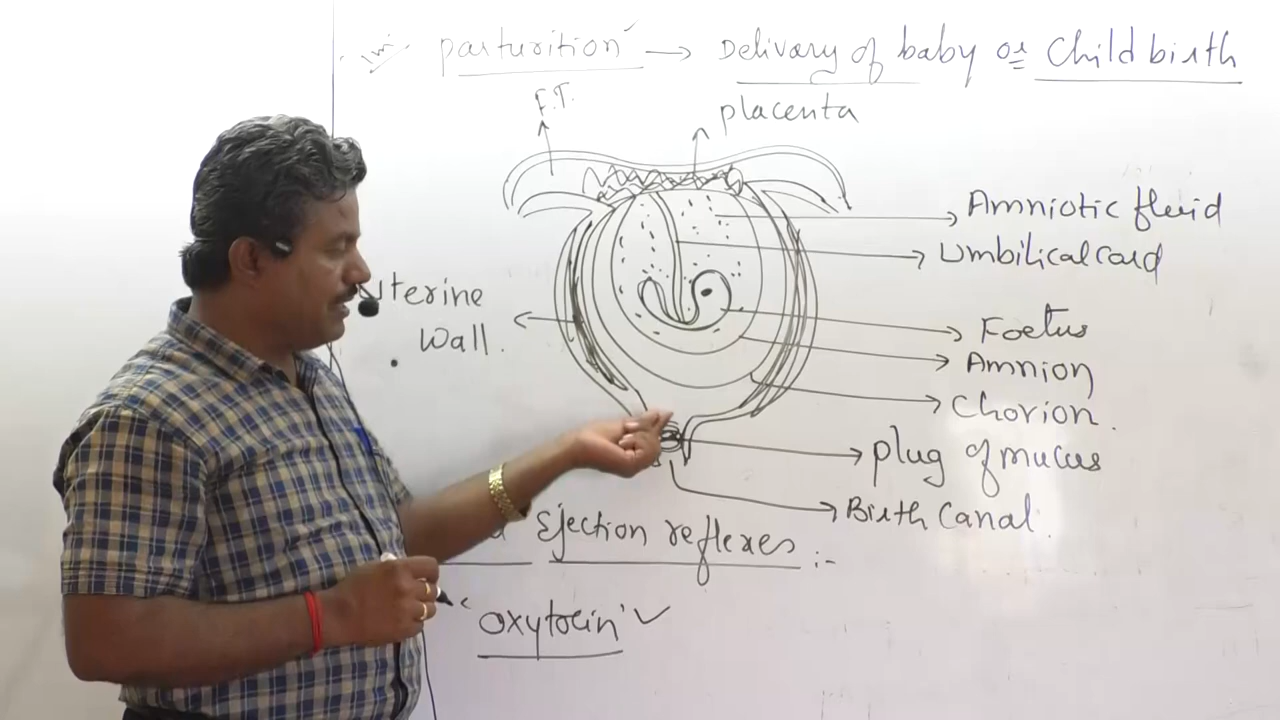 'parturition' → Delivery of baby or Child birth
F.T.
placenta
Amniotic fluid
Umbilical card
uterine
wall.
Foetus
Amnion
Chorion.
plug of mucus
Birth Canal.
Ejection reflexes :-
'oxytocin' ✓